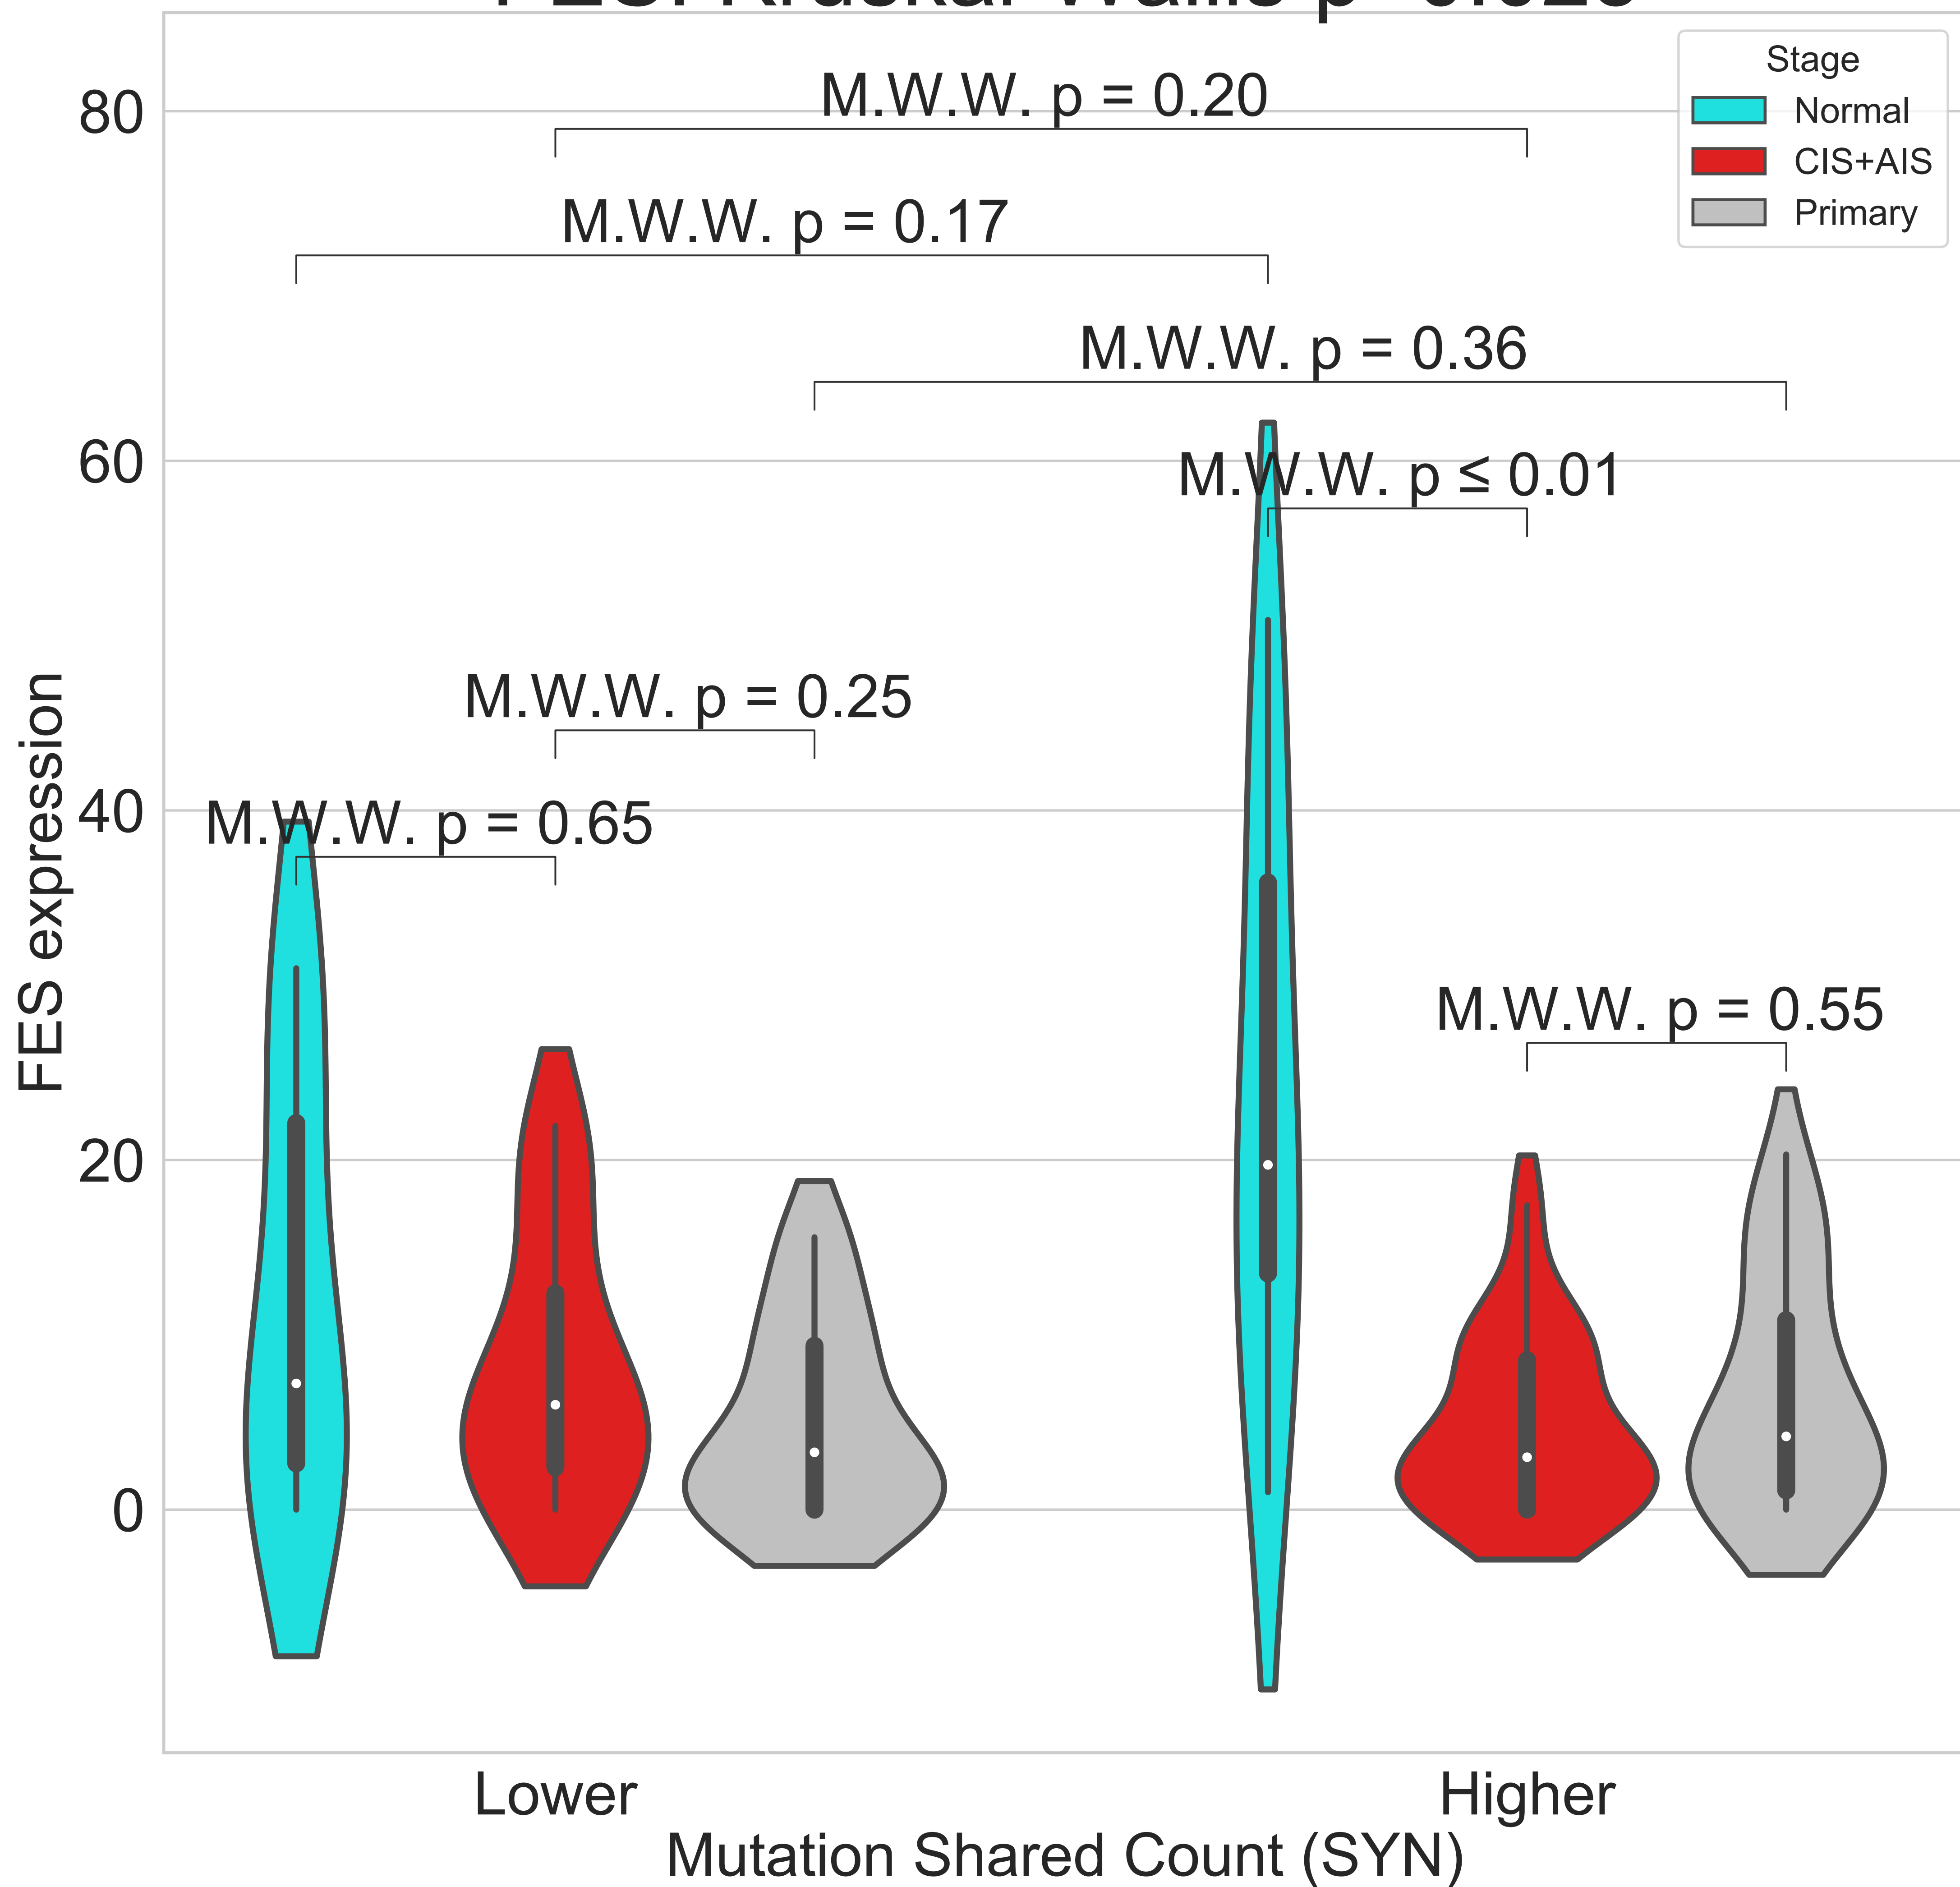 Stage
Normal
CIS+AIS
Primary
M.W.W. p = 0.20
M.W.W. p = 0.17
M.W.W. p = 0.36
M.W.W. p ≤ 0.01
M.W.W. p = 0.25
M.W.W. p = 0.65
M.W.W. p = 0.55
80
60
40
20
0
FES expression
Lower
Higher
Mutation Shared Count (SYN)